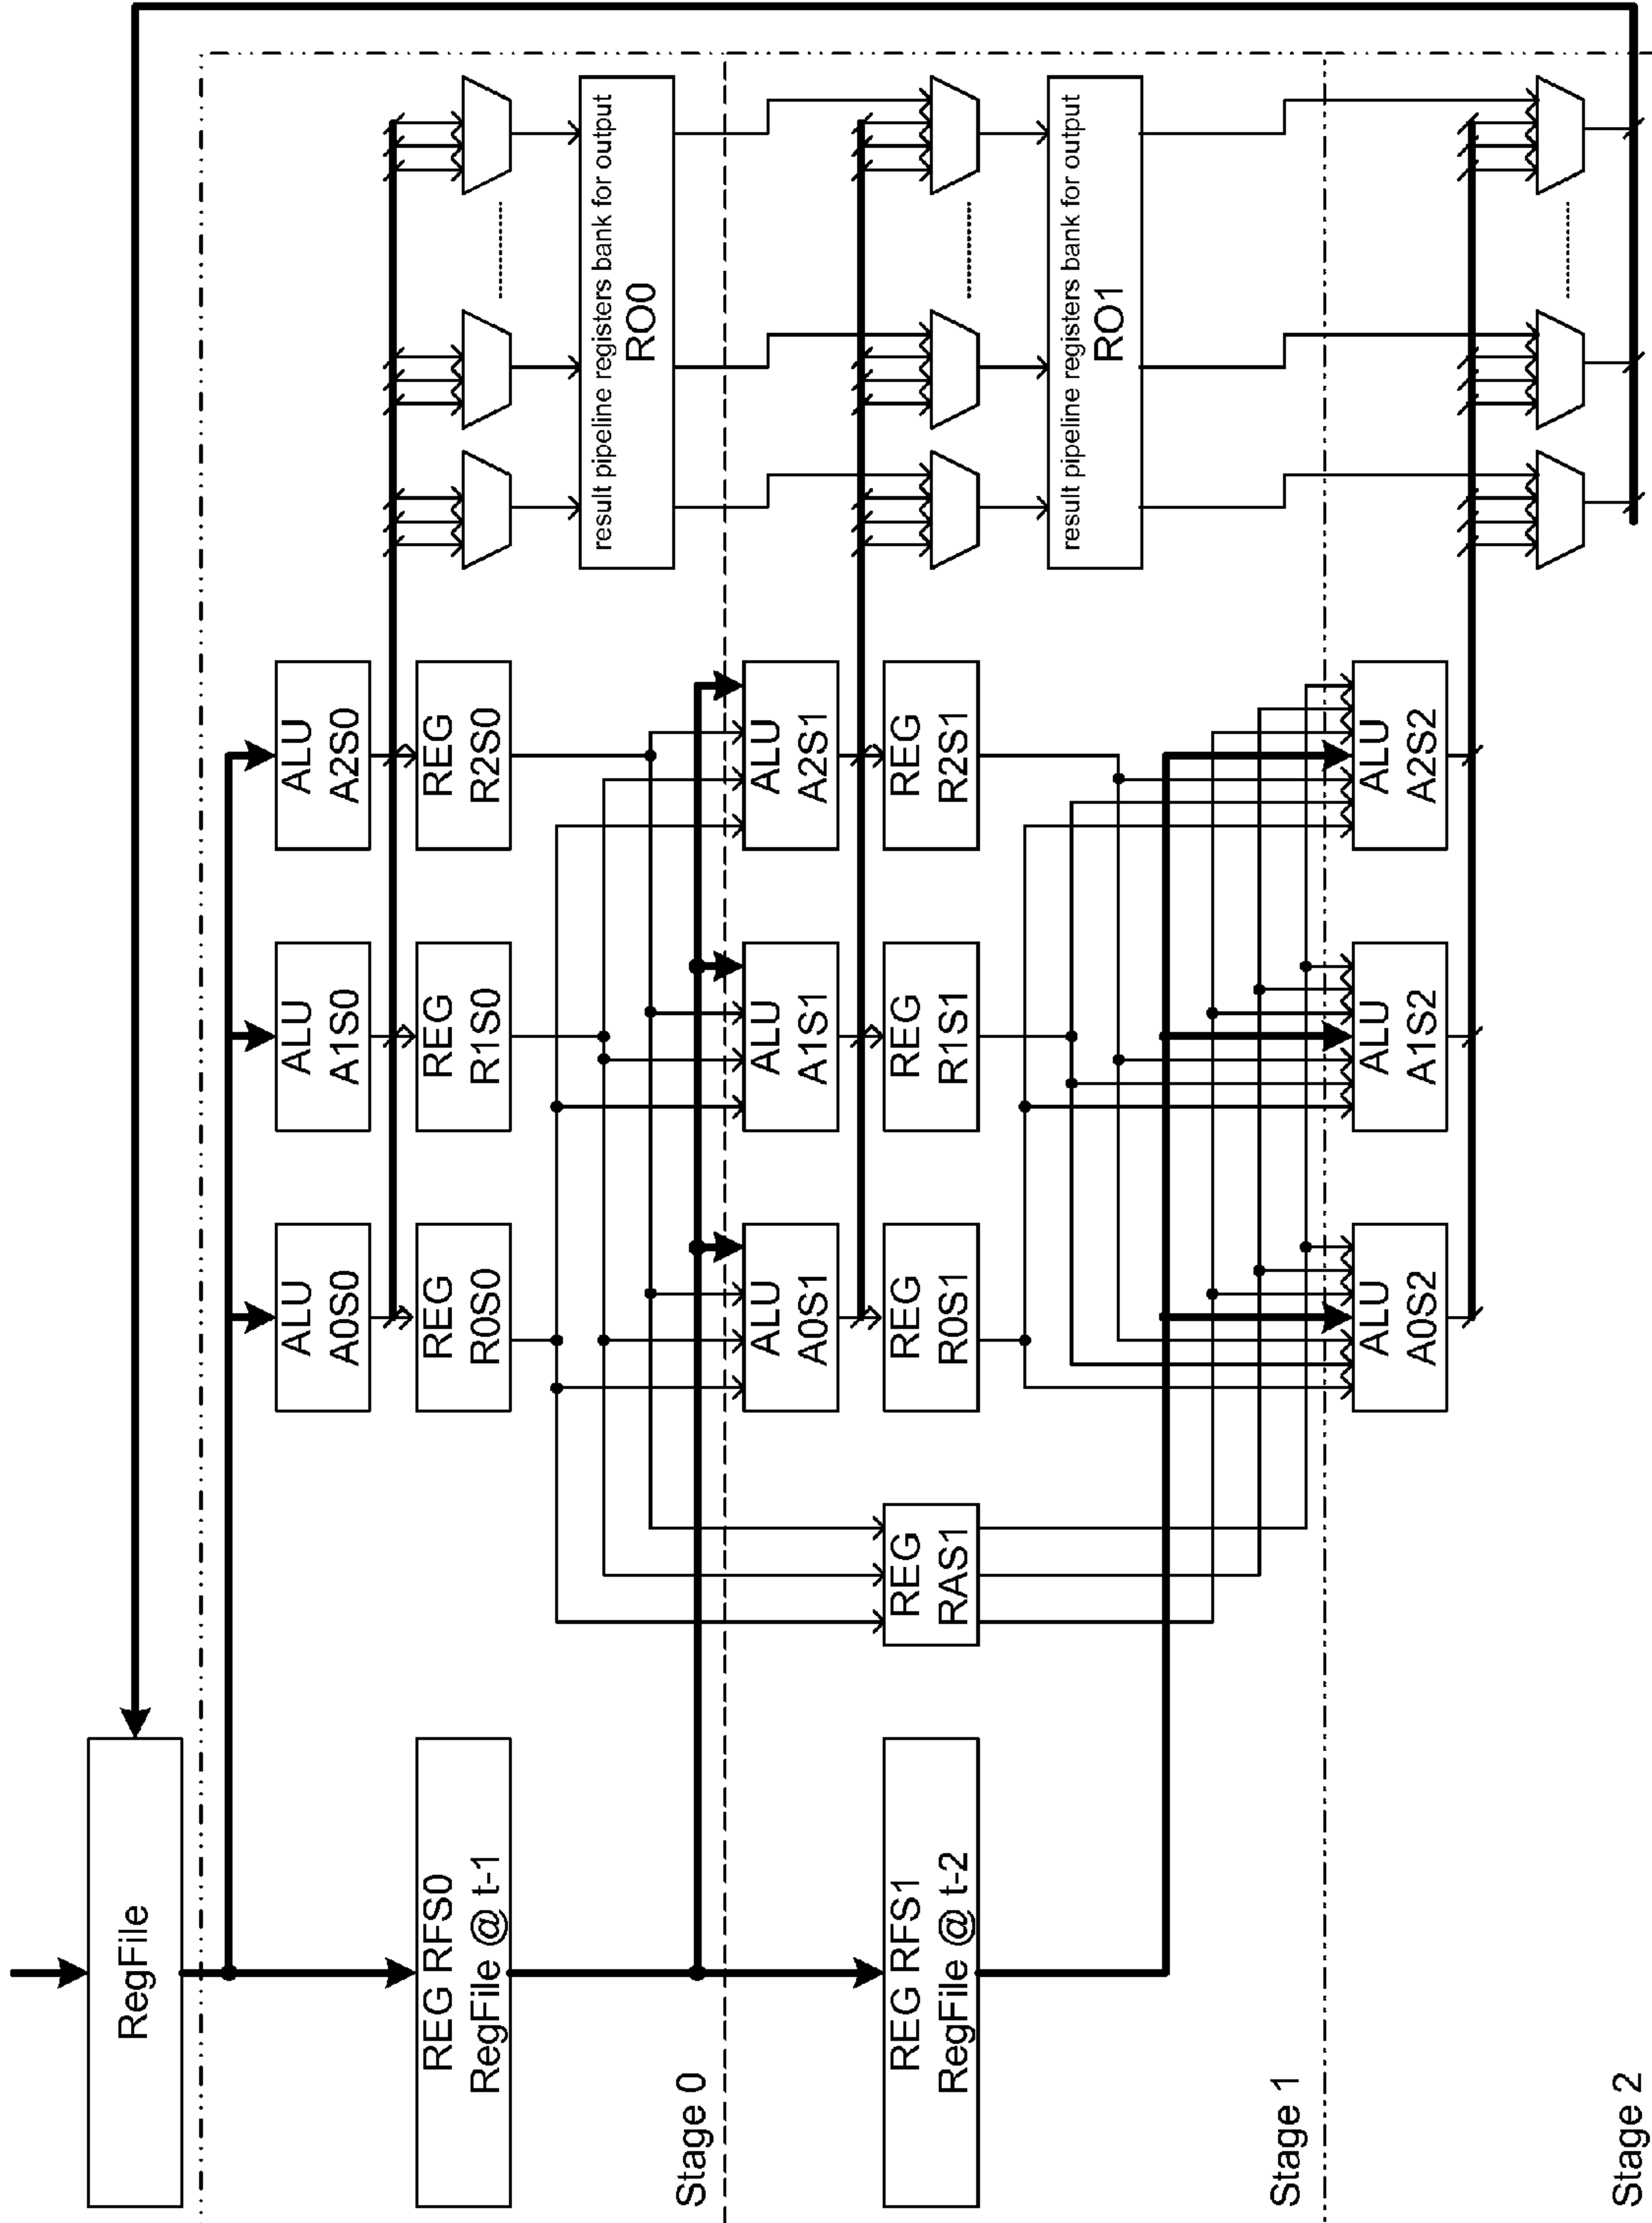 RegFile
ALU
A0S0
ALU
A1S0
ALU
A2S0
REG RFS0
RegFile @ t-1
REG
R0S0
REG
R1S0
REG
R2S0
result pipeline registers bank for output
RO0
Stage 0
ALU
A0S1
ALU
A1S1
ALU
A2S1
REG RFS1
RegFile @ t-2
REG
RAS1
REG
R0S1
REG
R1S1
REG
R2S1
result pipeline registers bank for output
RO1
Stage 1
ALU
A0S2
ALU
A1S2
ALU
A2S2
Stage 2